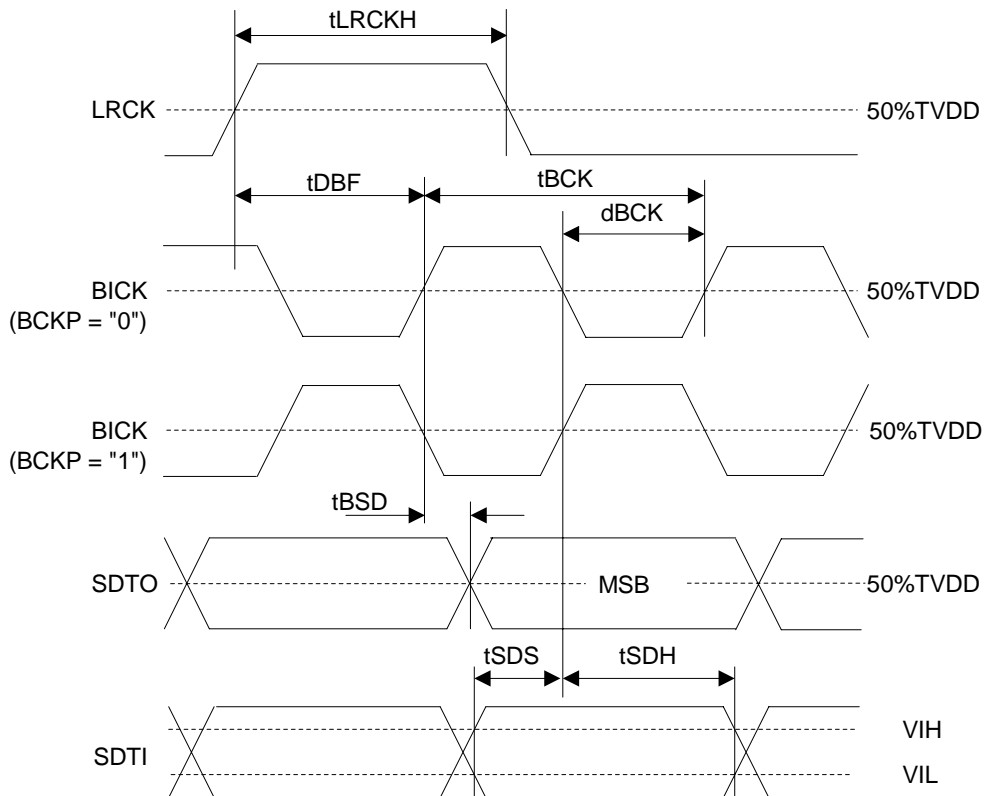 tLRCKH
LRCK
50%TVDD
tDBF
tBCK
dBCK
BICK
(BCKP = "0")
50%TVDD
BICK
(BCKP = "1")
50%TVDD
tBSD
SDTO
MSB
50%TVDD
tSDS
tSDH
SDTI
VIH
VIL